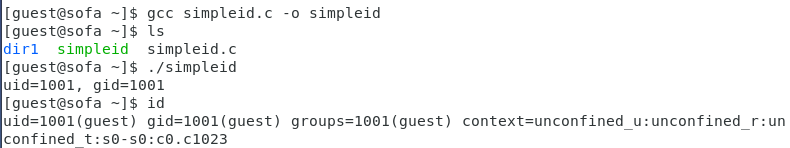 [guest@sofa ~]$ gcc simpleid.c -o simpleid
[guest@sofa ~]$ ls
dir1  simpleid  simpleid.c
[guest@sofa ~]$ ./simpleid
uid=1001, gid=1001
[guest@sofa ~]$ id
uid=1001(guest) gid=1001(guest) groups=1001(guest) context=unconfined_u:unconfined_r:un
confined_t:s0-s0:c0.c1023